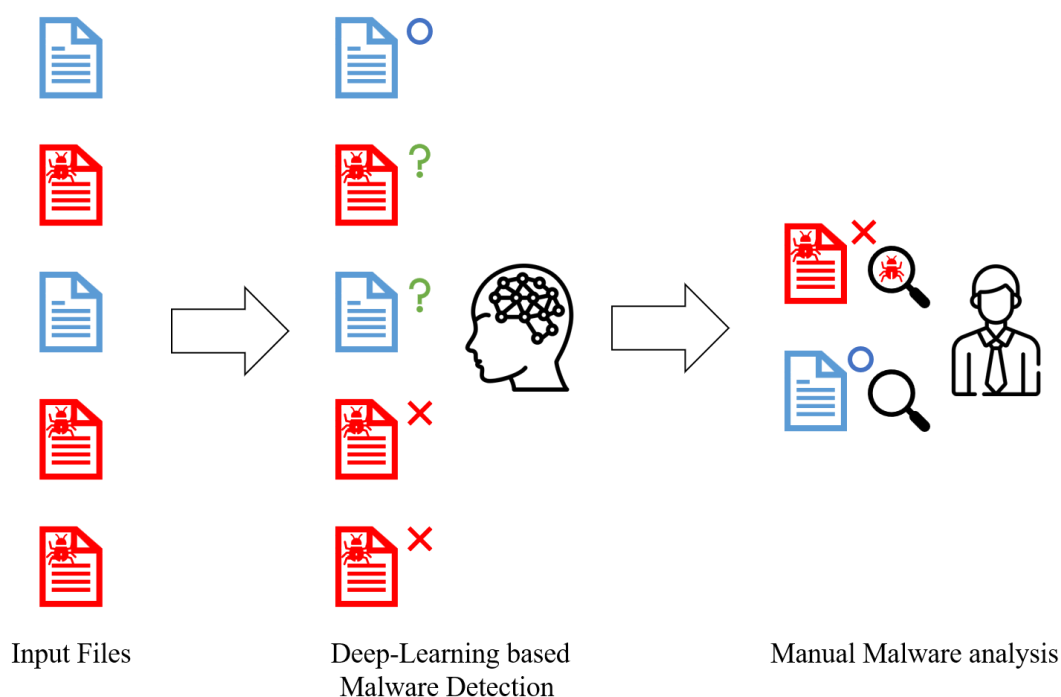 ?
?
Input Files
Deep-Learning based
Malware Detection
Manual Malware analysis